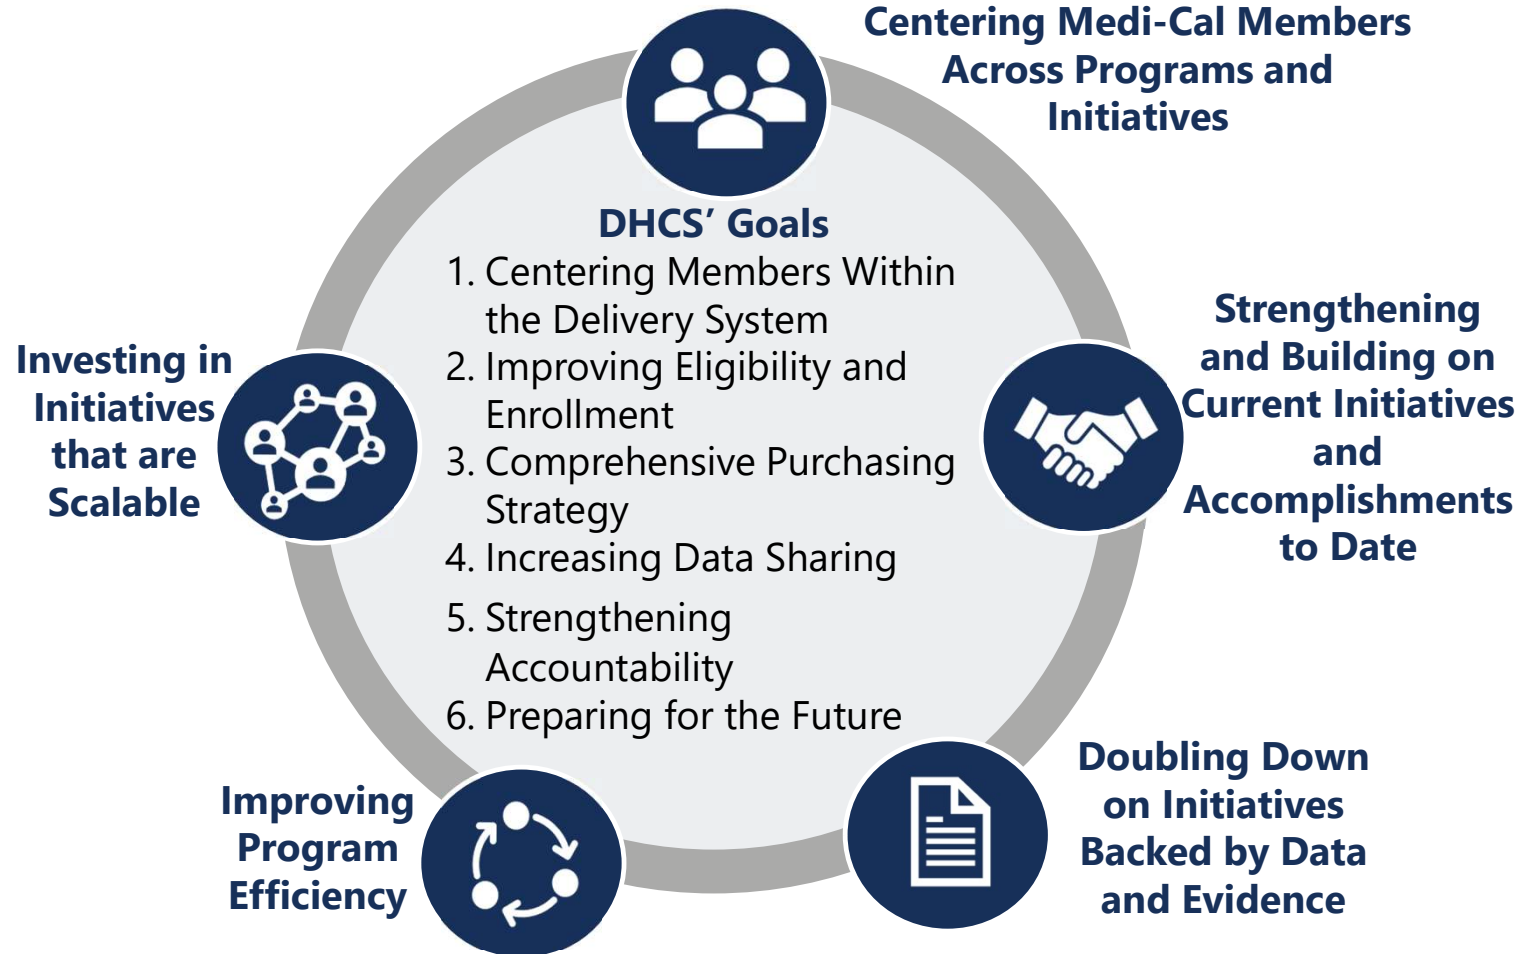 Centering Medi-Cal Members
Across Programs and
Initiatives
DHCS’ Goals
1. Centering Members Within
the Delivery System
2. Improving Eligibility and
Enrollment
3. Comprehensive Purchasing
Strategy
4. Increasing Data Sharing
5. Strengthening
Accountability
6. Preparing for the Future
Strengthening
and Building on
Current Initiatives
and
Accomplishments
to Date
Doubling Down
on Initiatives
Backed by Data
and Evidence
Improving
Program
Efficiency
Investing in
Initiatives
that are
Scalable